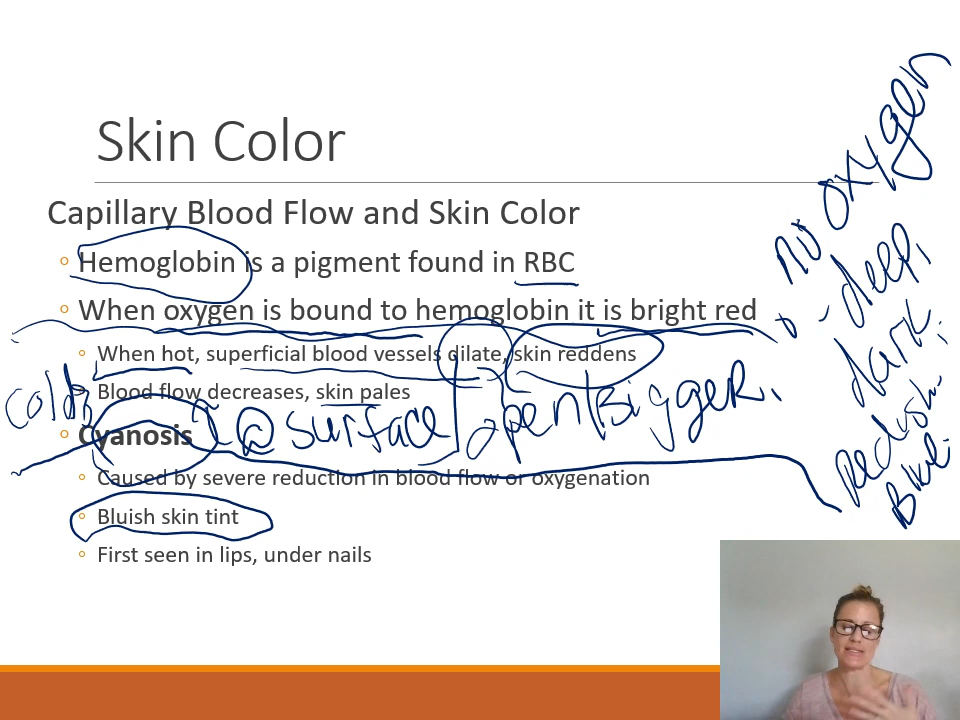 Skin Color
Capillary Blood Flow and Skin Color
◦ Hemoglobin is a pigment found in RBC
◦ When oxygen is bound to hemoglobin it is bright red
◦ When hot, superficial blood vessels dilate, skin reddens
◦ Blood flow decreases, skin pales
◦ Cyanosis
◦ Caused by severe reduction in blood flow or oxygenation
◦ Bluish skin tint
◦ First seen in lips, under nails
cold
@ surface
open/Bigger
no oxygen
- deep,
dark,
redish
Blue